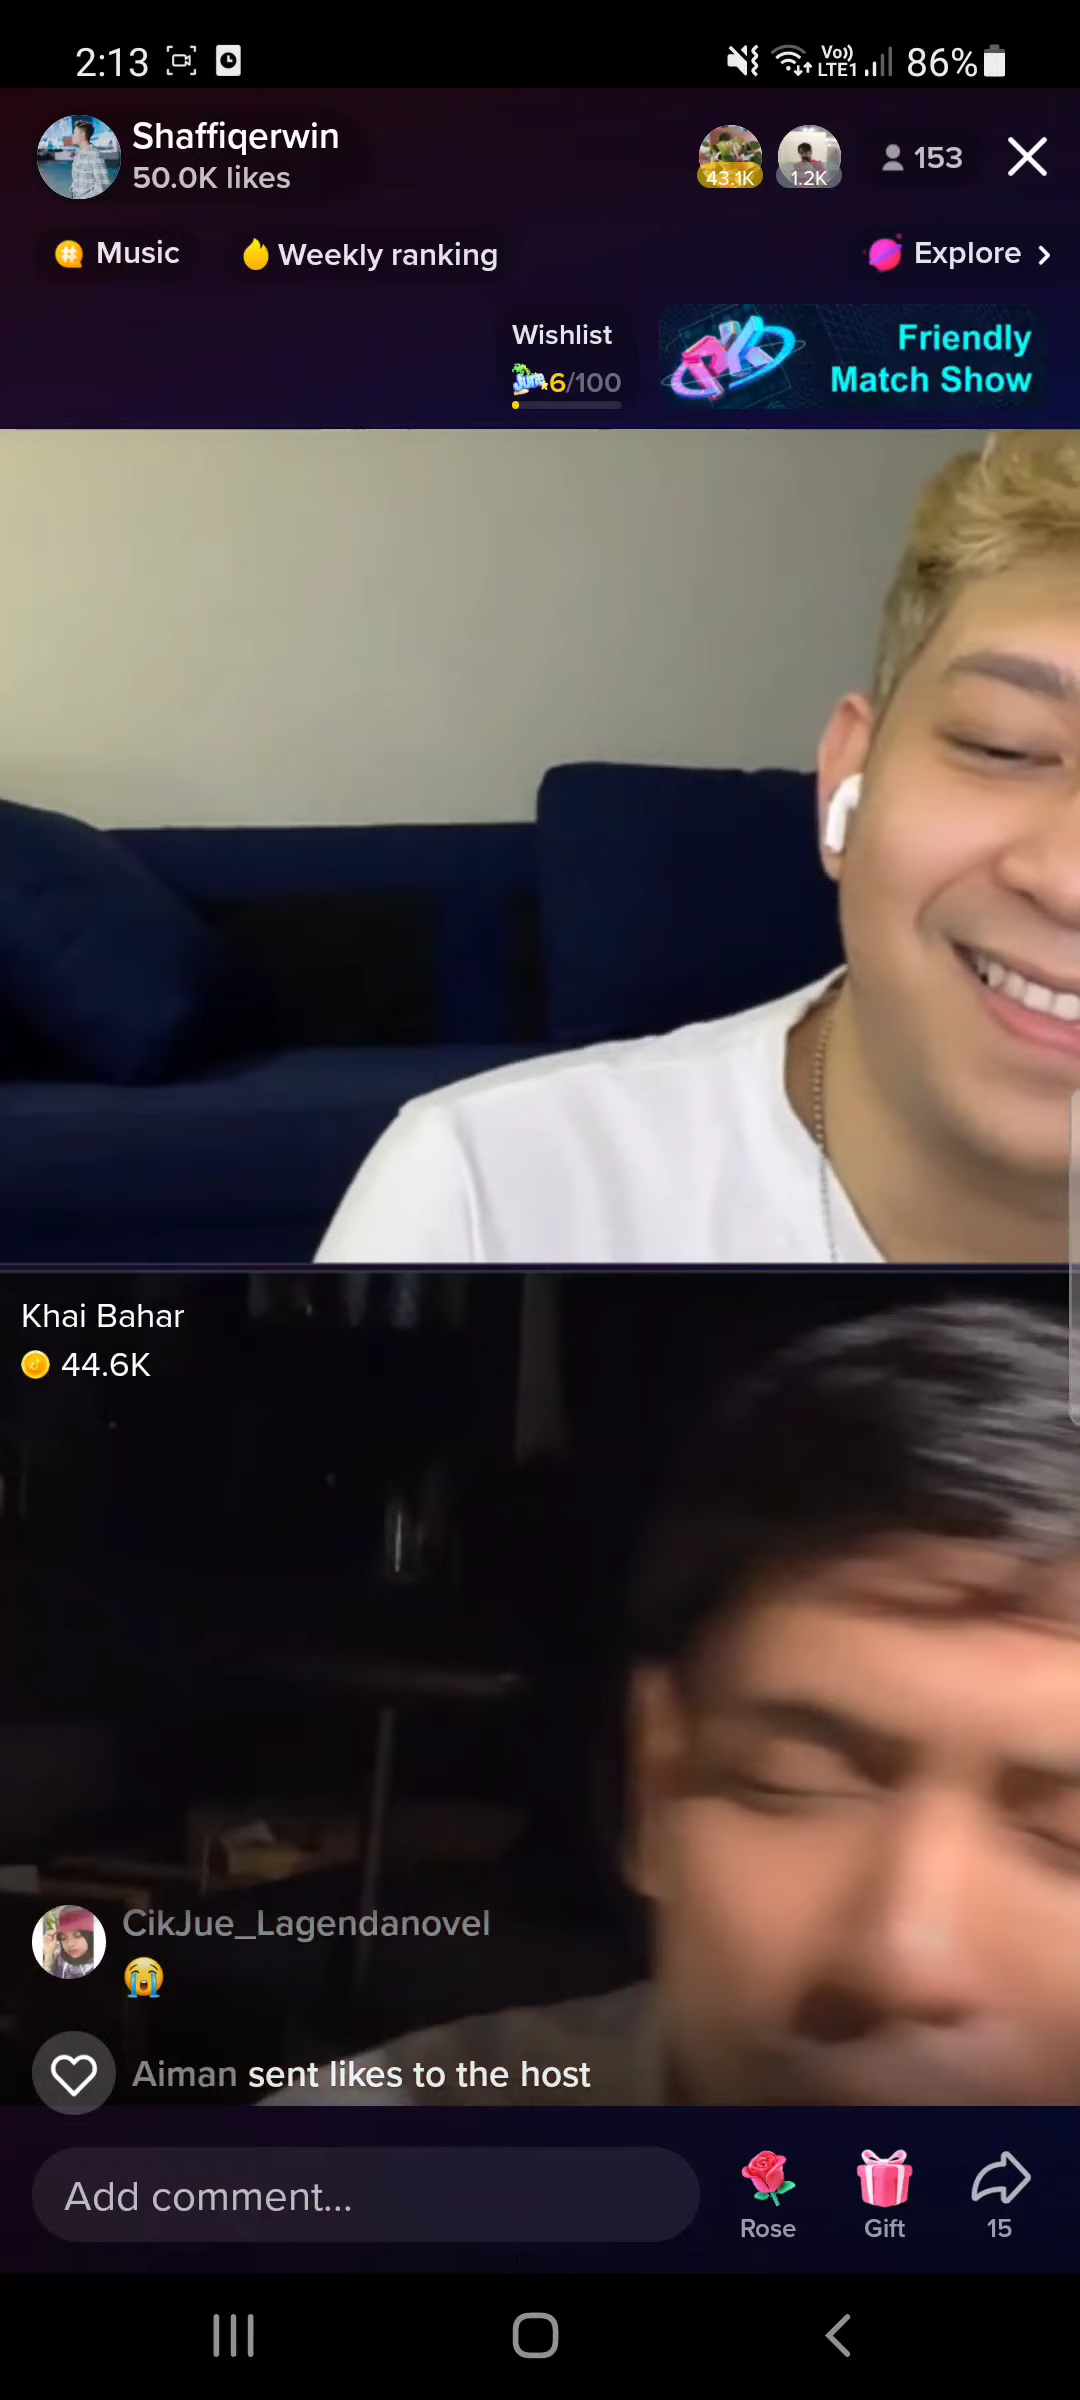 2:13
Vo))
LTE1
86%
Shaffiqerwin
50.0K likes
43.1K
1.2K
153
Music
Weekly ranking
Explore
Wishlist
6/100
Friendly
Match Show
Khai Bahar
44.6K
CikJue_Lagendanovel
😭
Aiman sent likes to the host
Add comment...
Rose
Gift
15